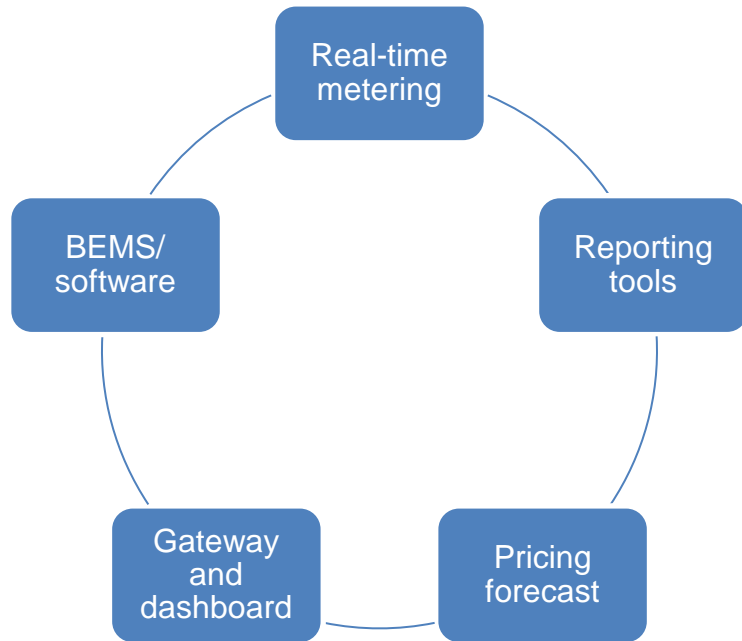 Real-time
metering
Reporting
tools
Pricing
forecast
Gateway
and
dashboard
BEMS/
software